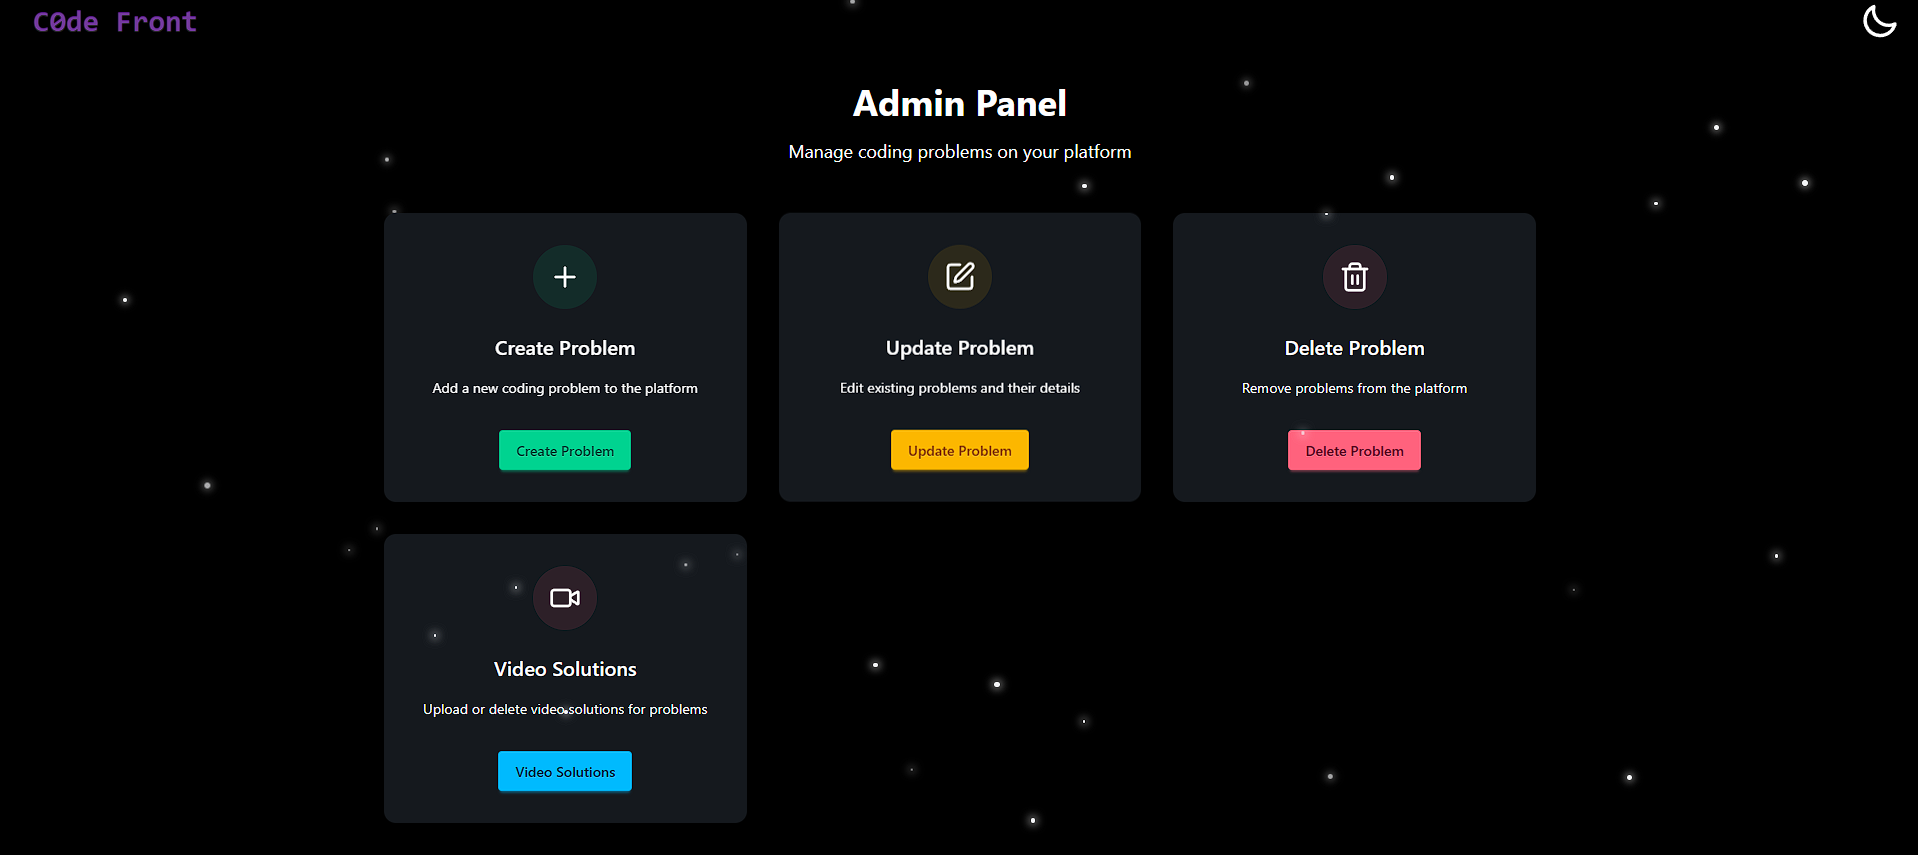 C0de Front
Admin Panel
Manage coding problems on your platform
Create Problem
Add a new coding problem to the platform
Create Problem
Update Problem
Edit existing problems and their details
Update Problem
Delete Problem
Remove problems from the platform
Delete Problem
Video Solutions
Upload or delete video solutions for problems
Video Solutions